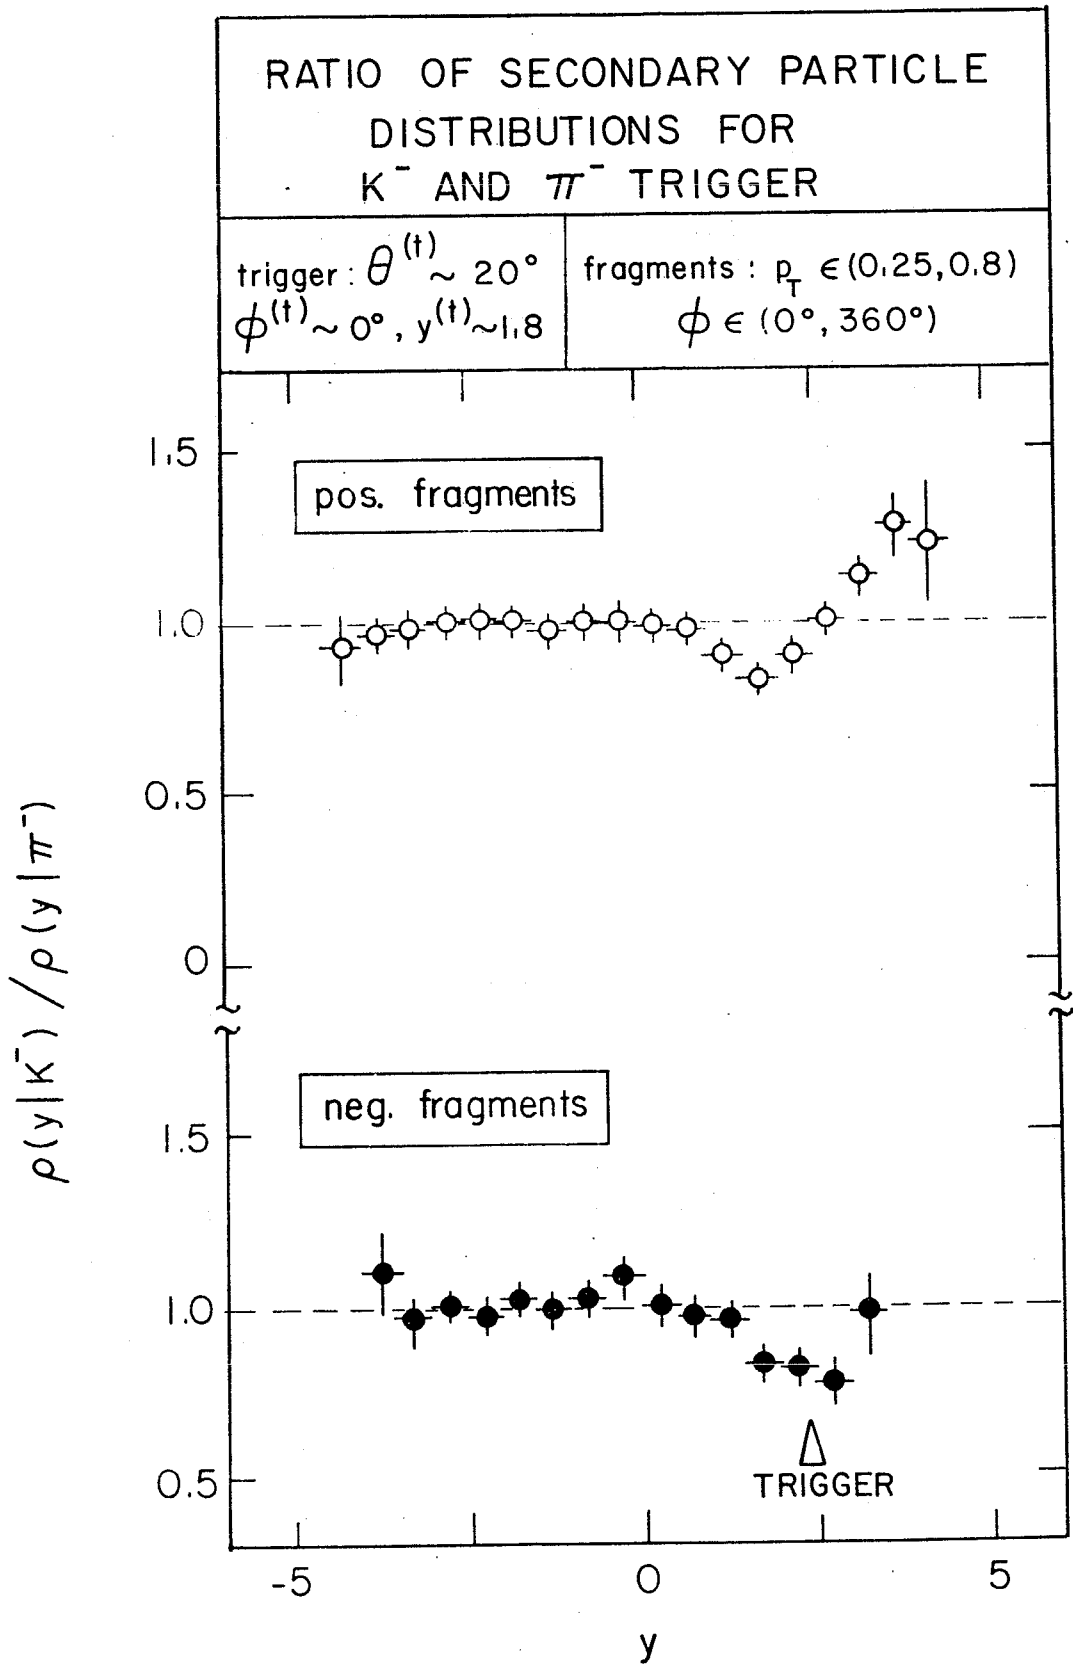 RATIO OF SECONDARY PARTICLE
DISTRIBUTIONS FOR
K⁻ AND π⁻ TRIGGER
trigger: θ⁽ᵗ⁾ ~ 20°
ϕ⁽ᵗ⁾ ~ 0°, y⁽ᵗ⁾ ~ 1.8
fragments: p_T ∈ (0.25, 0.8)
ϕ ∈ (0°, 360°)
1.5
pos. fragments
1.0
0.5
0
ρ(y|K⁻) / ρ(y|π⁻)
neg. fragments
1.5
1.0
0.5
TRIGGER
-5 0 5
y